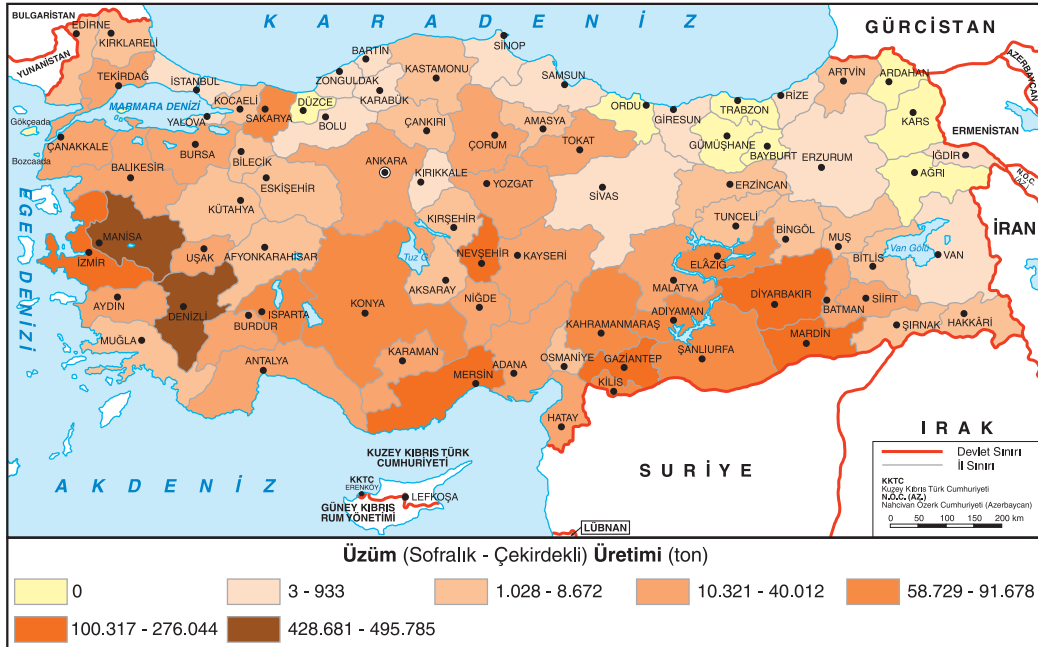 BULGARİSTAN
YUNANİSTAN
K A R A D E N İ Z
GÜRCİSTAN
AZERBAYCAN
ERMENİSTAN
N.Ö.C.
(AZ.)
İRAN
EDİRNE
KIRKLARELİ
TEKİRDAĞ
İSTANBUL
MARMARA DENİZİ
KOCAELİ
YALOVA
SAKARYA
DÜZCE
BOLU
ZONGULDAK
BARTIN
KARABÜK
KASTAMONU
SİNOP
SAMSUN
ÇANKIRI
ÇORUM
AMASYA
TOKAT
ORDU
GİRESUN
TRABZON
RİZE
ARTVİN
ARDAHAN
KARS
GÜMÜŞHANE
BAYBURT
ERZURUM
IĞDIR
AĞRI
Gökçeada
Bozcaada
ÇANAKKALE
BALIKESİR
BURSA
BİLECİK
ESKİŞEHİR
KÜTAHYA
ANKARA
KIRIKKALE
YOZGAT
SİVAS
ERZİNCAN
TUNCELİ
BİNGÖL
MUŞ
BİTLİS
Van Gölü
VAN
EGE DENİZİ
MANİSA
İZMİR
UŞAK
AFYONKARAHİSAR
KIRŞEHİR
Tuz G.
NEVŞEHİR
KAYSERİ
AKSARAY
NİĞDE
KONYA
MALATYA
ELÂZIĞ
DİYARBAKIR
BATMAN
SİİRT
ŞIRNAK
HAKKÂRİ
MARDİN
AYDIN
DENİZLİ
BURDUR
ISPARTA
MUĞLA
ANTALYA
KARAMAN
MERSİN
ADANA
OSMANİYE
KAHRAMANMARAŞ
ADIYAMAN
GAZİANTEP
KİLİS
ŞANLIURFA
HATAY
A K D E N İ Z
KUZEY KIBRIS TÜRK
CUMHURİYETİ
KKTC
ERENKÖY
LEFKOŞA
GÜNEY KIBRIS
RUM YÖNETİMİ
LÜBNAN
S U R İ Y E
I R A K
Devlet Sınırı
İl Sınırı
KKTC
Kuzey Kıbrıs Türk Cumhuriyeti
N.Ö.C. (AZ.)
Nahcivan Özerk Cumhuriyeti (Azerbaycan)
0 50 100 150 200 km
Üzüm (Sofralık - Çekirdekli) Üretimi (ton)
0 3 - 933 1.028 - 8.672 10.321 - 40.012 58.729 - 91.678
100.317 - 276.044 428.681 - 495.785